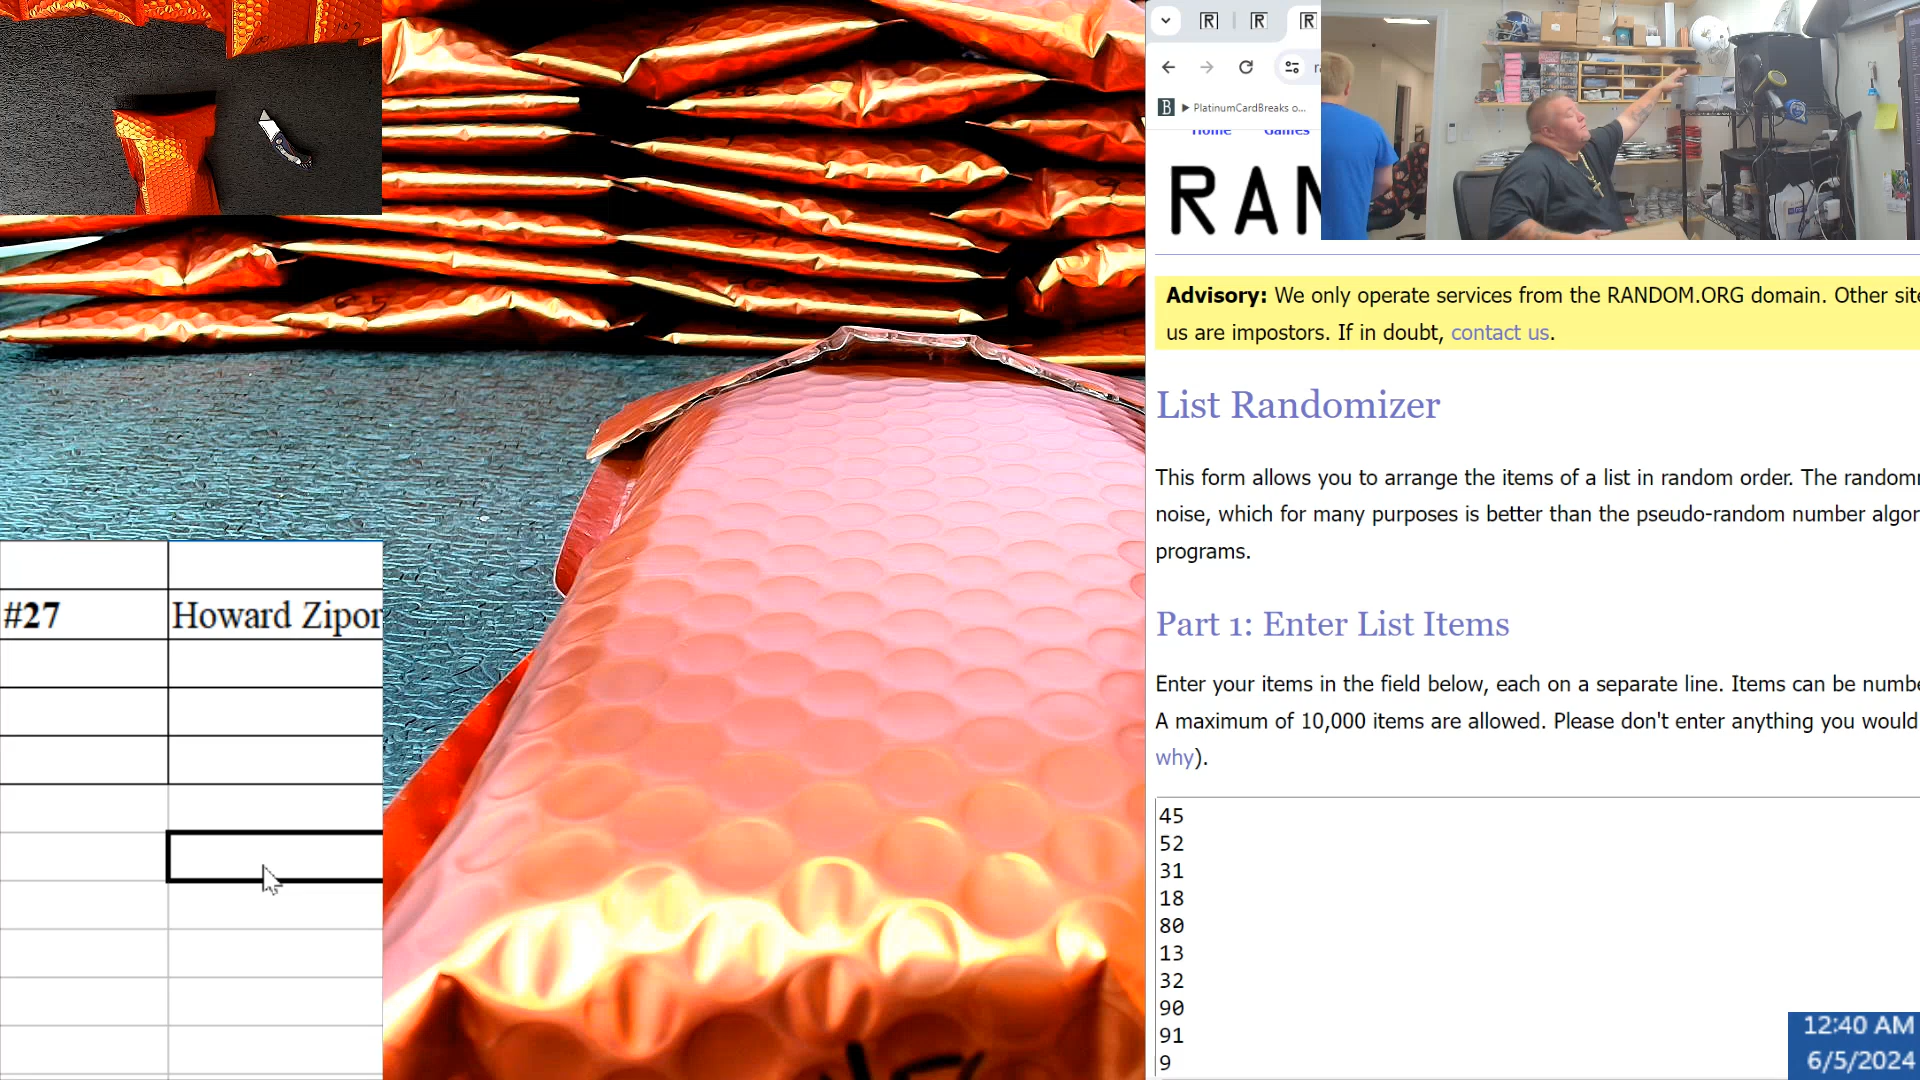 PlatinumCardBreaks o...
Home Games
RAN
Advisory: We only operate services from the RANDOM.ORG domain. Other site
us are impostors. If in doubt, contact us.
List Randomizer
This form allows you to arrange the items of a list in random order. The randomn
noise, which for many purposes is better than the pseudo-random number algor
programs.
Part 1: Enter List Items
Enter your items in the field below, each on a separate line. Items can be numbe
A maximum of 10,000 items are allowed. Please don't enter anything you would
why).
45
52
31
18
80
13
32
90
91
9
#27 Howard Zipor
12:40 AM
6/5/2024